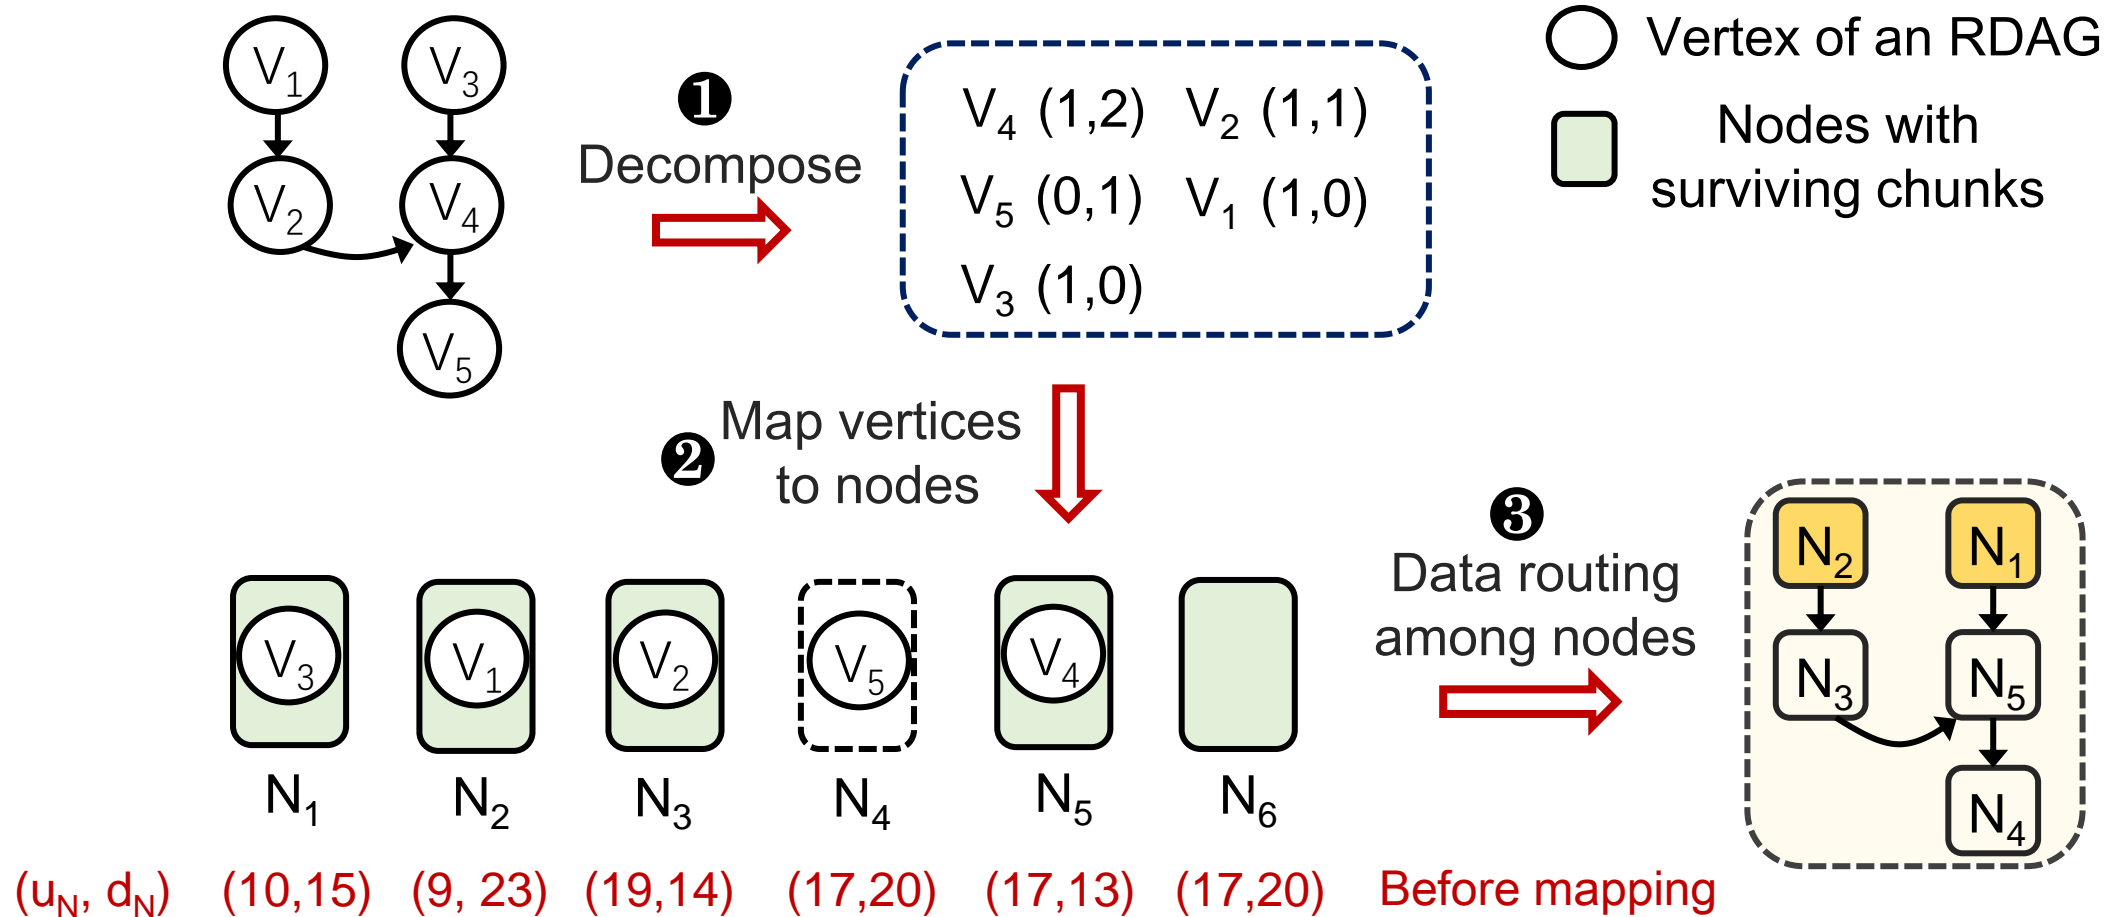 V1 V3
V2 V4
V5
❶
Decompose
V4 (1,2) V2 (1,1)
V5 (0,1) V1 (1,0)
V3 (1,0)
Vertex of an RDAG
Nodes with
surviving chunks
❷
Map vertices
to nodes
V3 V1 V2 V5 V4
N1 N2 N3 N4 N5 N6
(uN, dN) (10,15) (9, 23) (19,14) (17,20) (17,13) (17,20) Before mapping
❸
Data routing
among nodes
N2 N1
N3 N5
N4